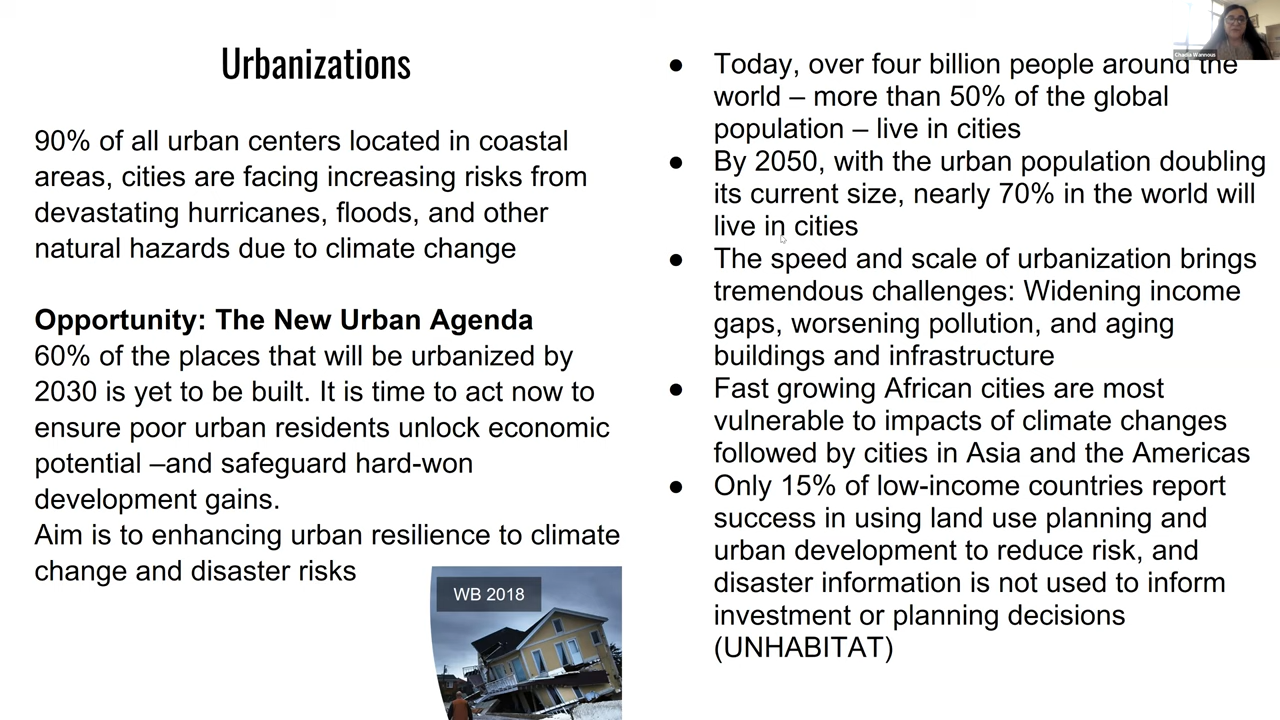 Urbanizations
90% of all urban centers located in coastal
areas, cities are facing increasing risks from
devastating hurricanes, floods, and other
natural hazards due to climate change
Opportunity: The New Urban Agenda
60% of the places that will be urbanized by
2030 is yet to be built. It is time to act now to
ensure poor urban residents unlock economic
potential –and safeguard hard-won
development gains.
Aim is to enhancing urban resilience to climate
change and disaster risks
WB 2018
● Today, over four billion people around the
world – more than 50% of the global
population – live in cities
● By 2050, with the urban population doubling
its current size, nearly 70% in the world will
live in cities
● The speed and scale of urbanization brings
tremendous challenges: Widening income
gaps, worsening pollution, and aging
buildings and infrastructure
● Fast growing African cities are most
vulnerable to impacts of climate changes
followed by cities in Asia and the Americas
● Only 15% of low-income countries report
success in using land use planning and
urban development to reduce risk, and
disaster information is not used to inform
investment or planning decisions
(UNHABITAT)
Wannous